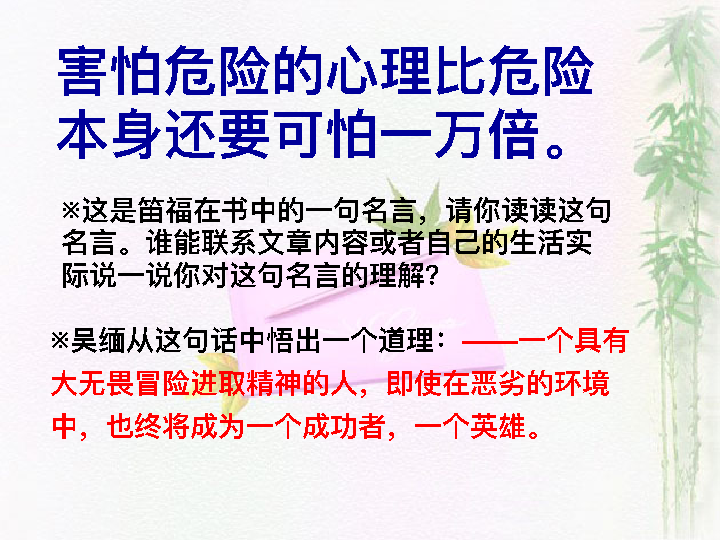 害怕危险的心理比危险
本身还要可怕一万倍。
※这是笛福在书中的一句名言，请你读读这句
名言。谁能联系文章内容或者自己的生活实
际说一说你对这句名言的理解?
※吴缅从这句话中悟出一个道理：——一个具有
大无畏冒险进取精神的人，即使在恶劣的环境
中，也终将成为一个成功者，一个英雄。